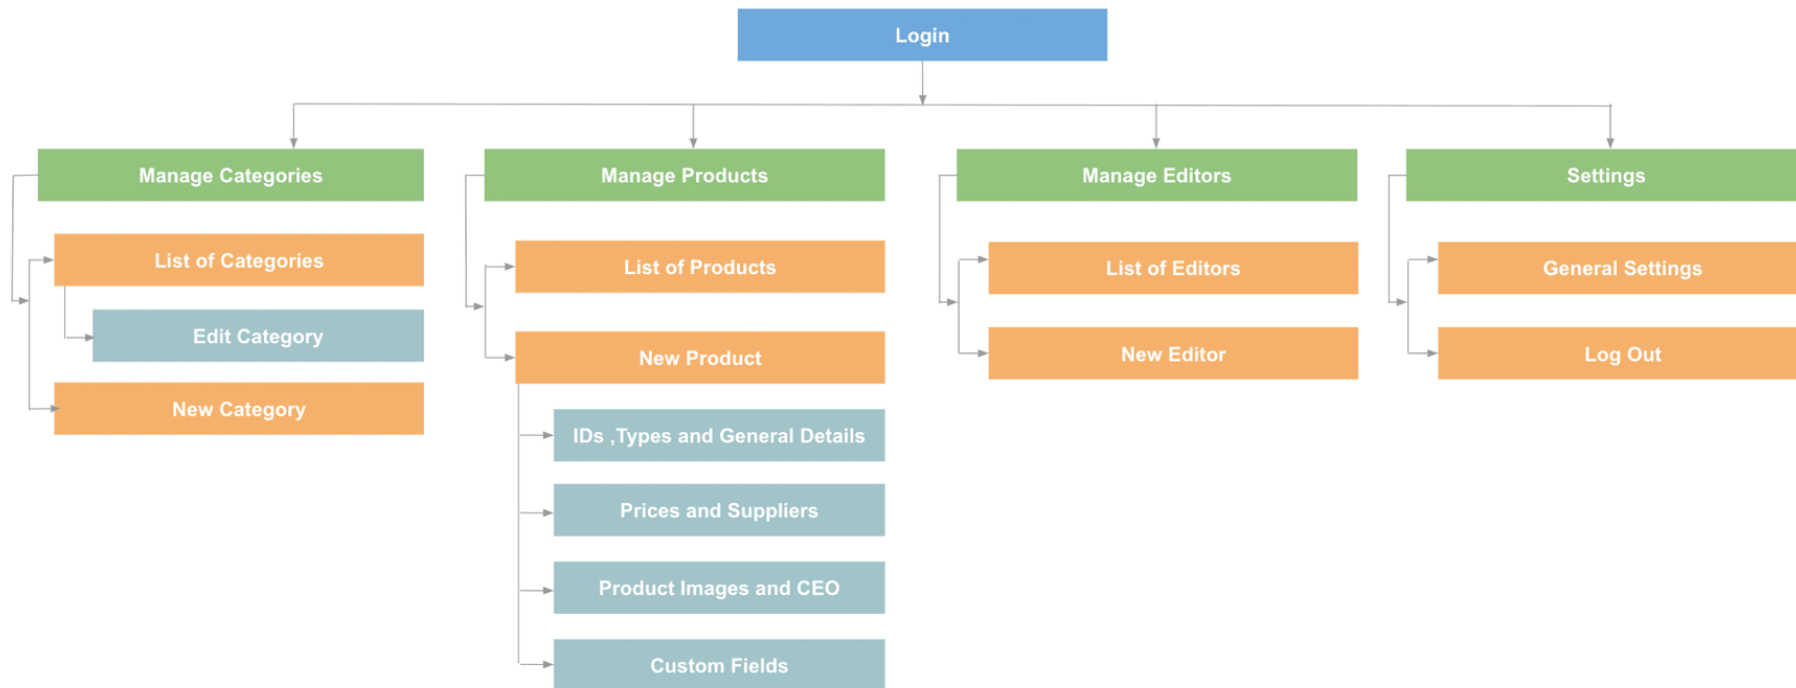 Login
Manage Categories
Manage Products
Manage Editors
Settings
List of Categories
Edit Category
New Category
List of Products
New Product
IDs ,Types and General Details
Prices and Suppliers
Product Images and CEO
Custom Fields
List of Editors
New Editor
General Settings
Log Out